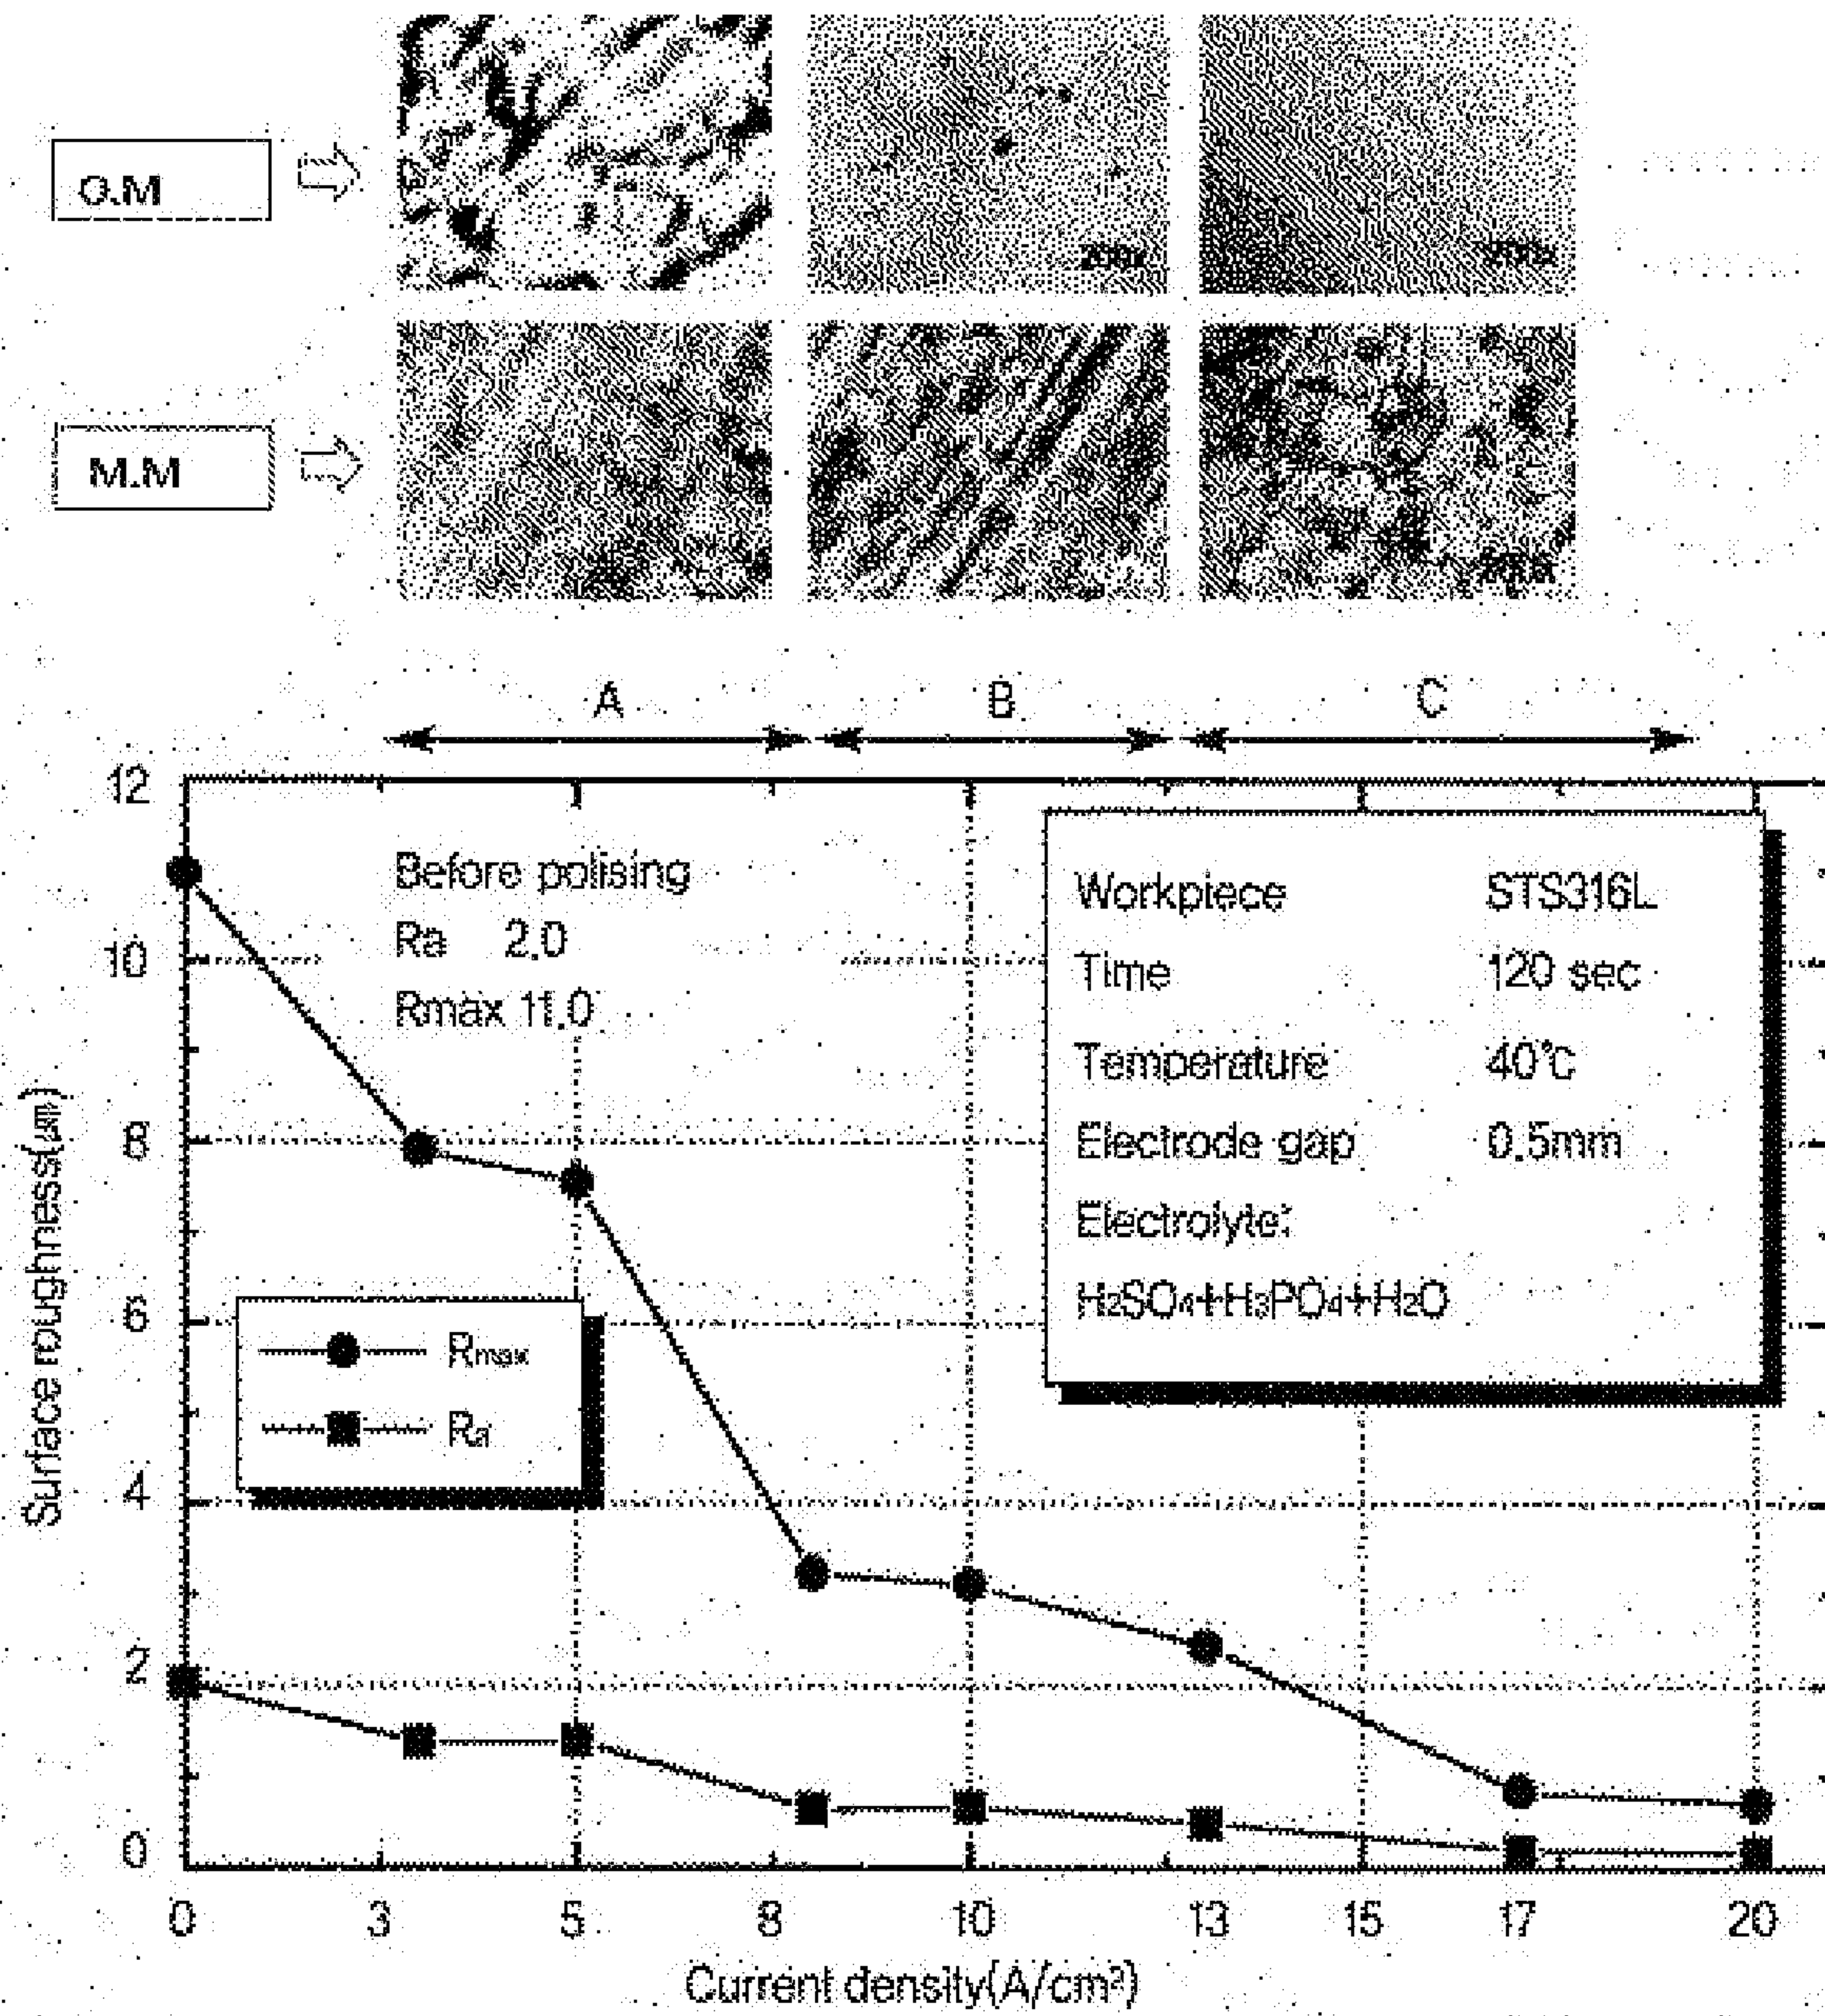 O.M
200x
200x
M.M
A B C
12
10
8
6
4
2
0
Surface roughness(㎛)
Before polising
Ra 2.0
Rmax 11.0
Workpiece STS316L
Time 120 sec
Temperature 40℃
Electrode gap 0.5mm
Electrolyte:
H₂SO₄+H₃PO₄+H₂O
Rmax
Ra
0 3 5 8 10 13 15 17 20
Current density(A/cm²)